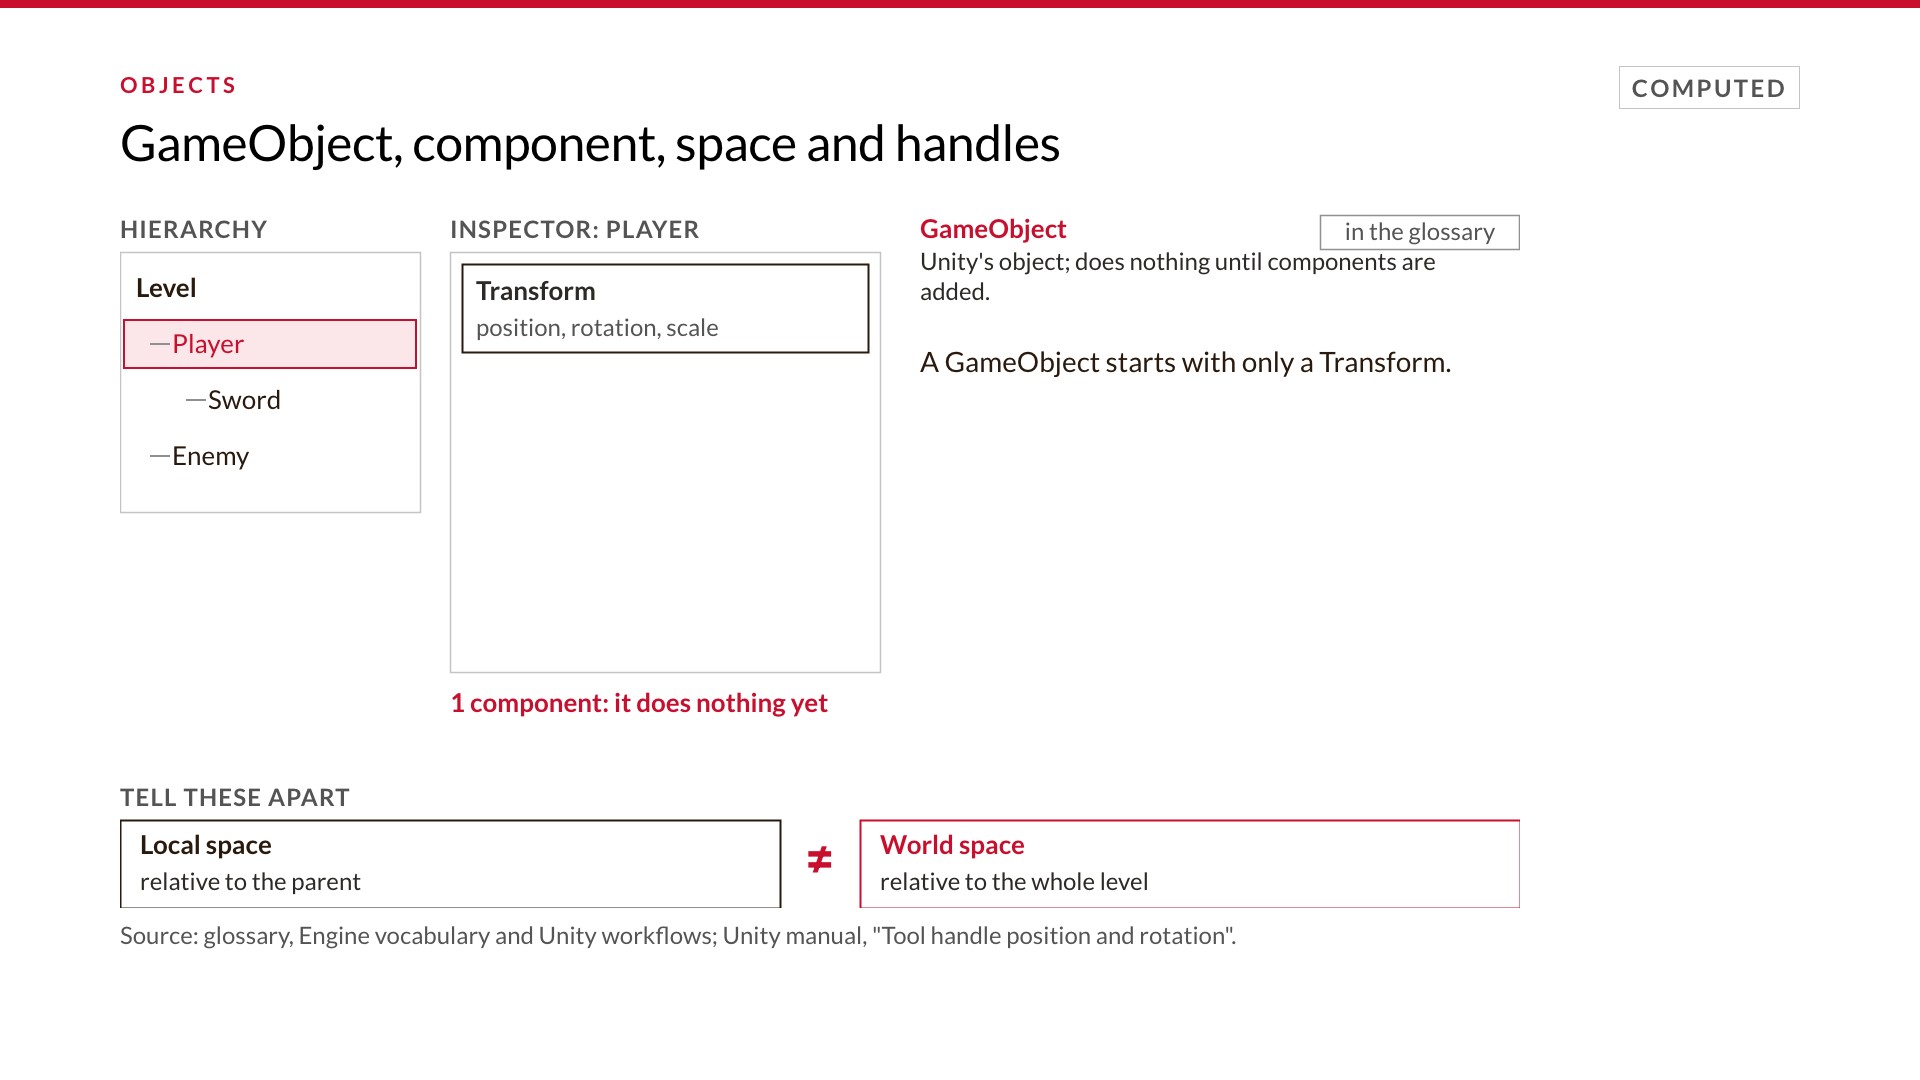 OBJECTS
COMPUTED
GameObject, component, space and handles
HIERARCHY
Level
Player
Sword
Enemy
INSPECTOR: PLAYER
Transform
position, rotation, scale
1 component: it does nothing yet
GameObject
in the glossary
Unity's object; does nothing until components are
added.
A GameObject starts with only a Transform.
TELL THESE APART
Local space
relative to the parent
≠
World space
relative to the whole level
Source: glossary, Engine vocabulary and Unity workflows; Unity manual, "Tool handle position and rotation".